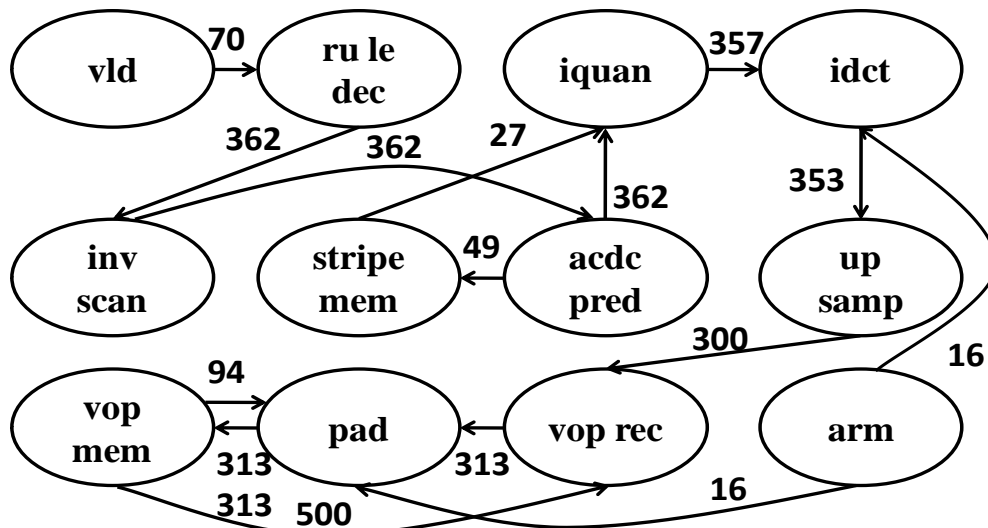 70
357
vld
ru le
dec
iquan
idct
362
362
27
362
353
49
inv
scan
stripe
mem
acdc
pred
up
samp
300
16
94
vop
mem
pad
vop rec
arm
313
313
313
500
16